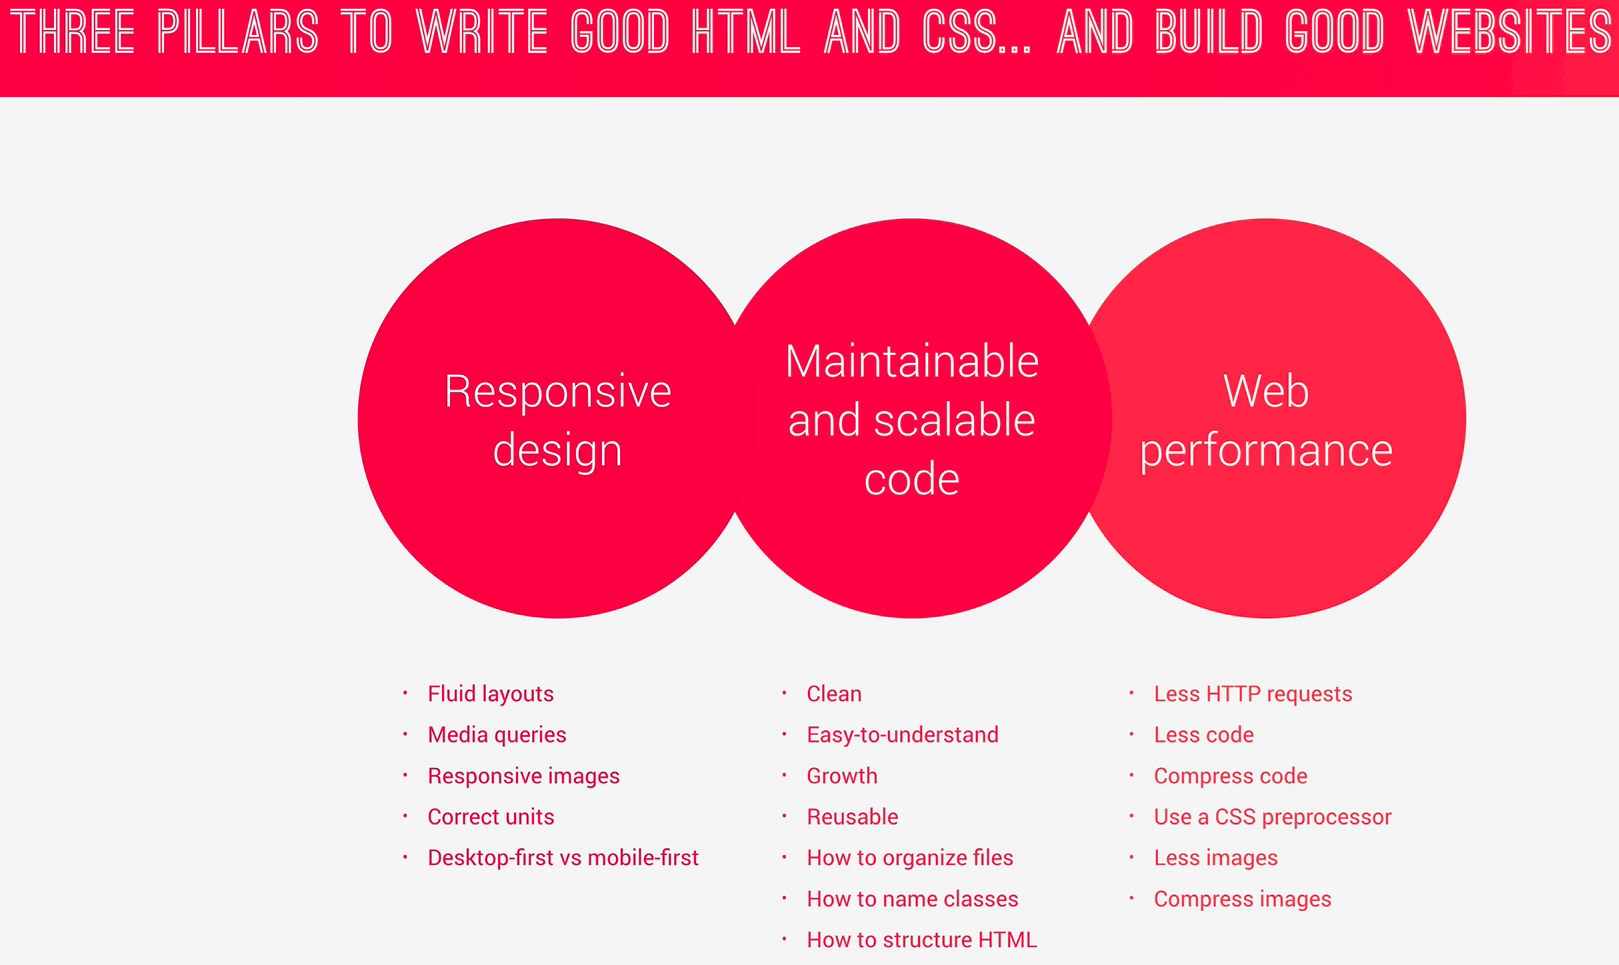 THREE PILLARS TO WRITE GOOD HTML AND CSS... AND BUILD GOOD WEBSITES
Responsive
design
Maintainable
and scalable
code
Web
performance
· Fluid layouts
· Media queries
· Responsive images
· Correct units
· Desktop-first vs mobile-first
· Clean
· Easy-to-understand
· Growth
· Reusable
· How to organize files
· How to name classes
· How to structure HTML
· Less HTTP requests
· Less code
· Compress code
· Use a CSS preprocessor
· Less images
· Compress images